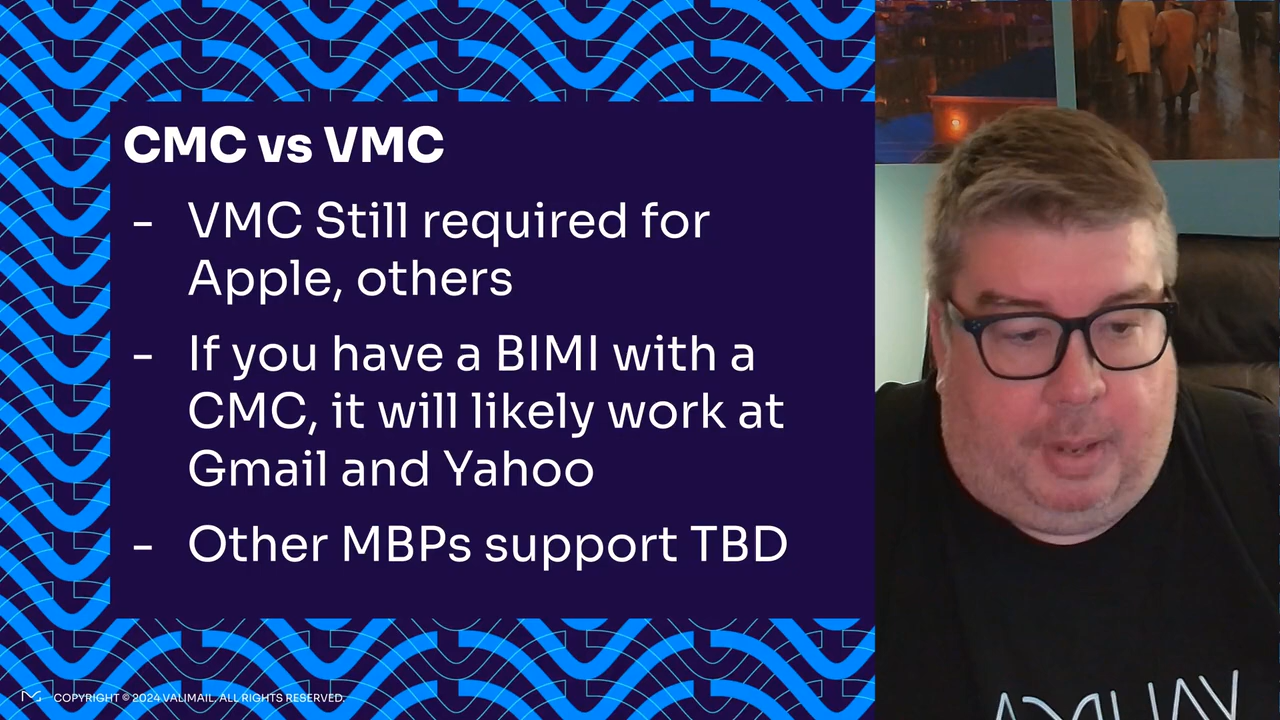 CMC vs VMC
- VMC Still required for
Apple, others
- If you have a BIMI with a
CMC, it will likely work at
Gmail and Yahoo
- Other MBPs support TBD
COPYRIGHT © 2024 VALIMAIL. ALL RIGHTS RESERVED.